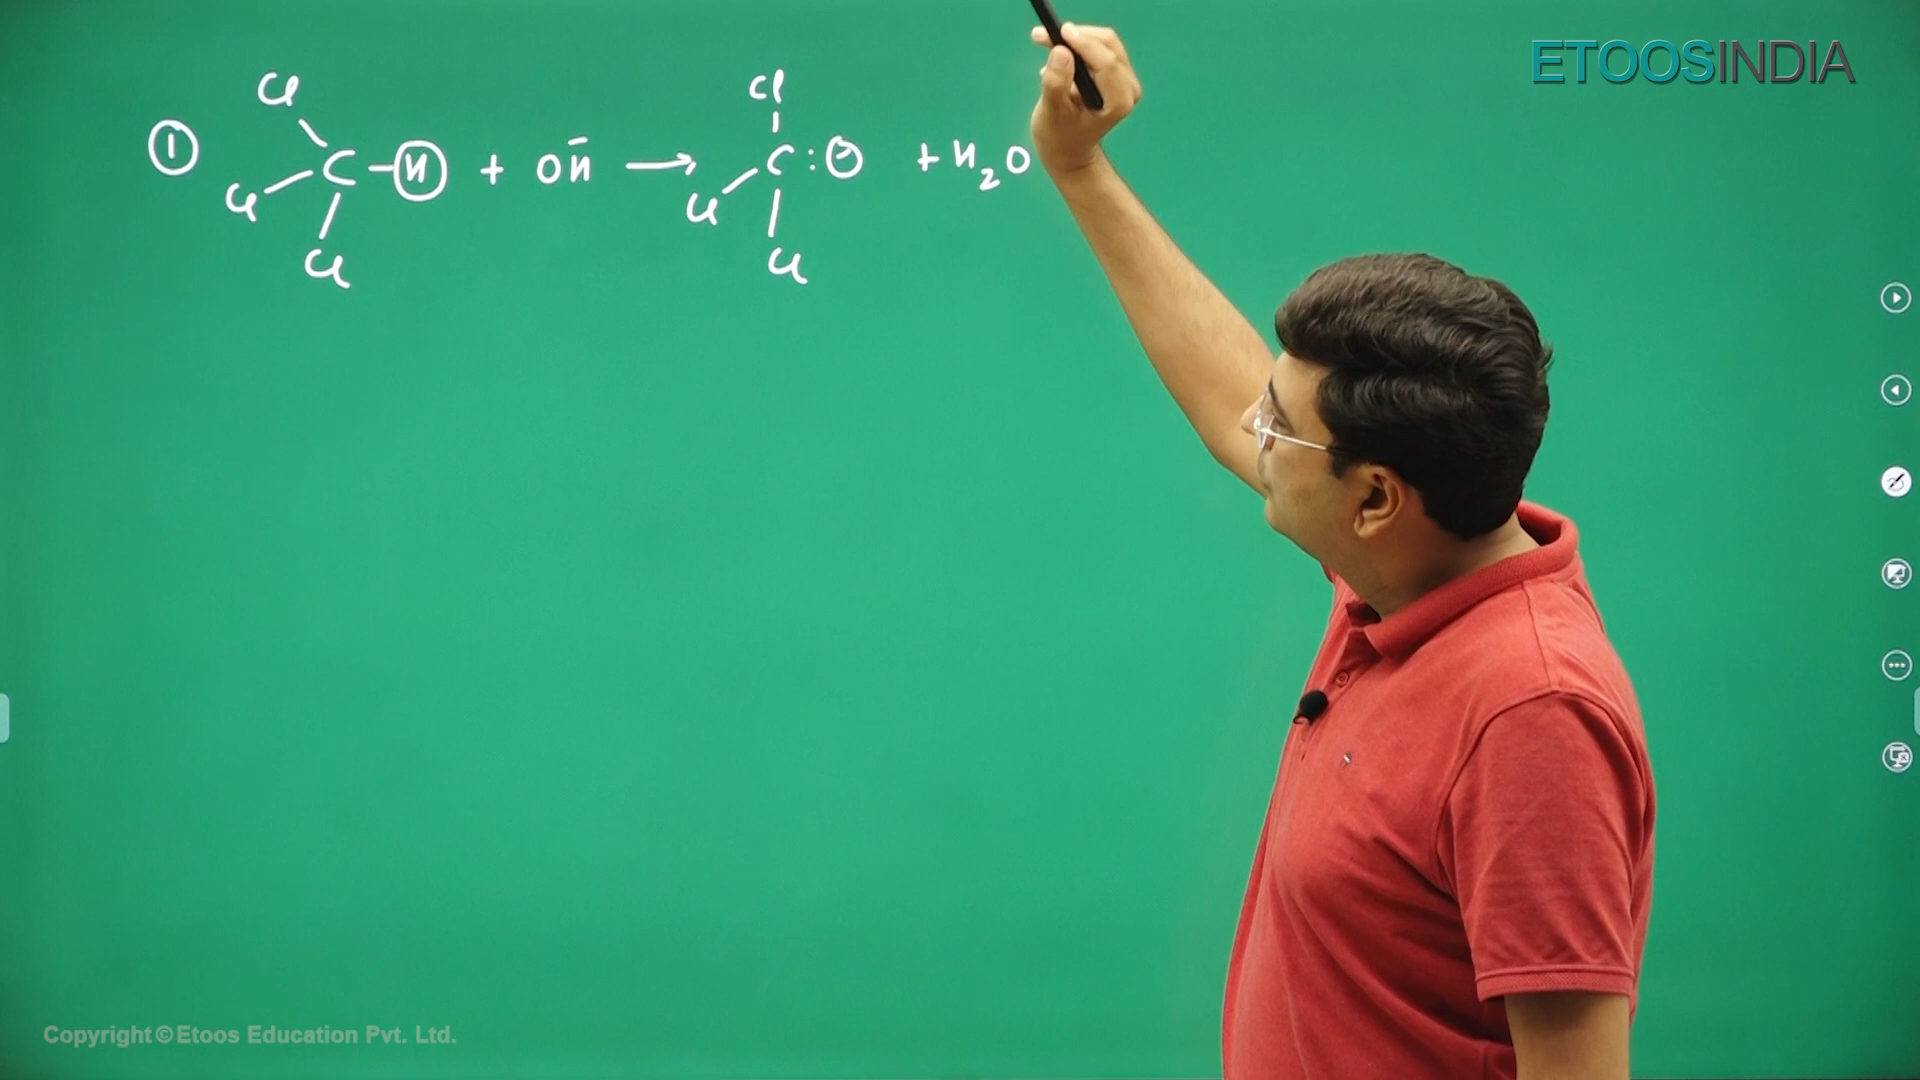 ETOOSINDIA
Cl Cl
① Cl C - H + OH⁻ → Cl C:⊖ + H₂O
Cl Cl
Copyright © Etoos Education Pvt. Ltd.